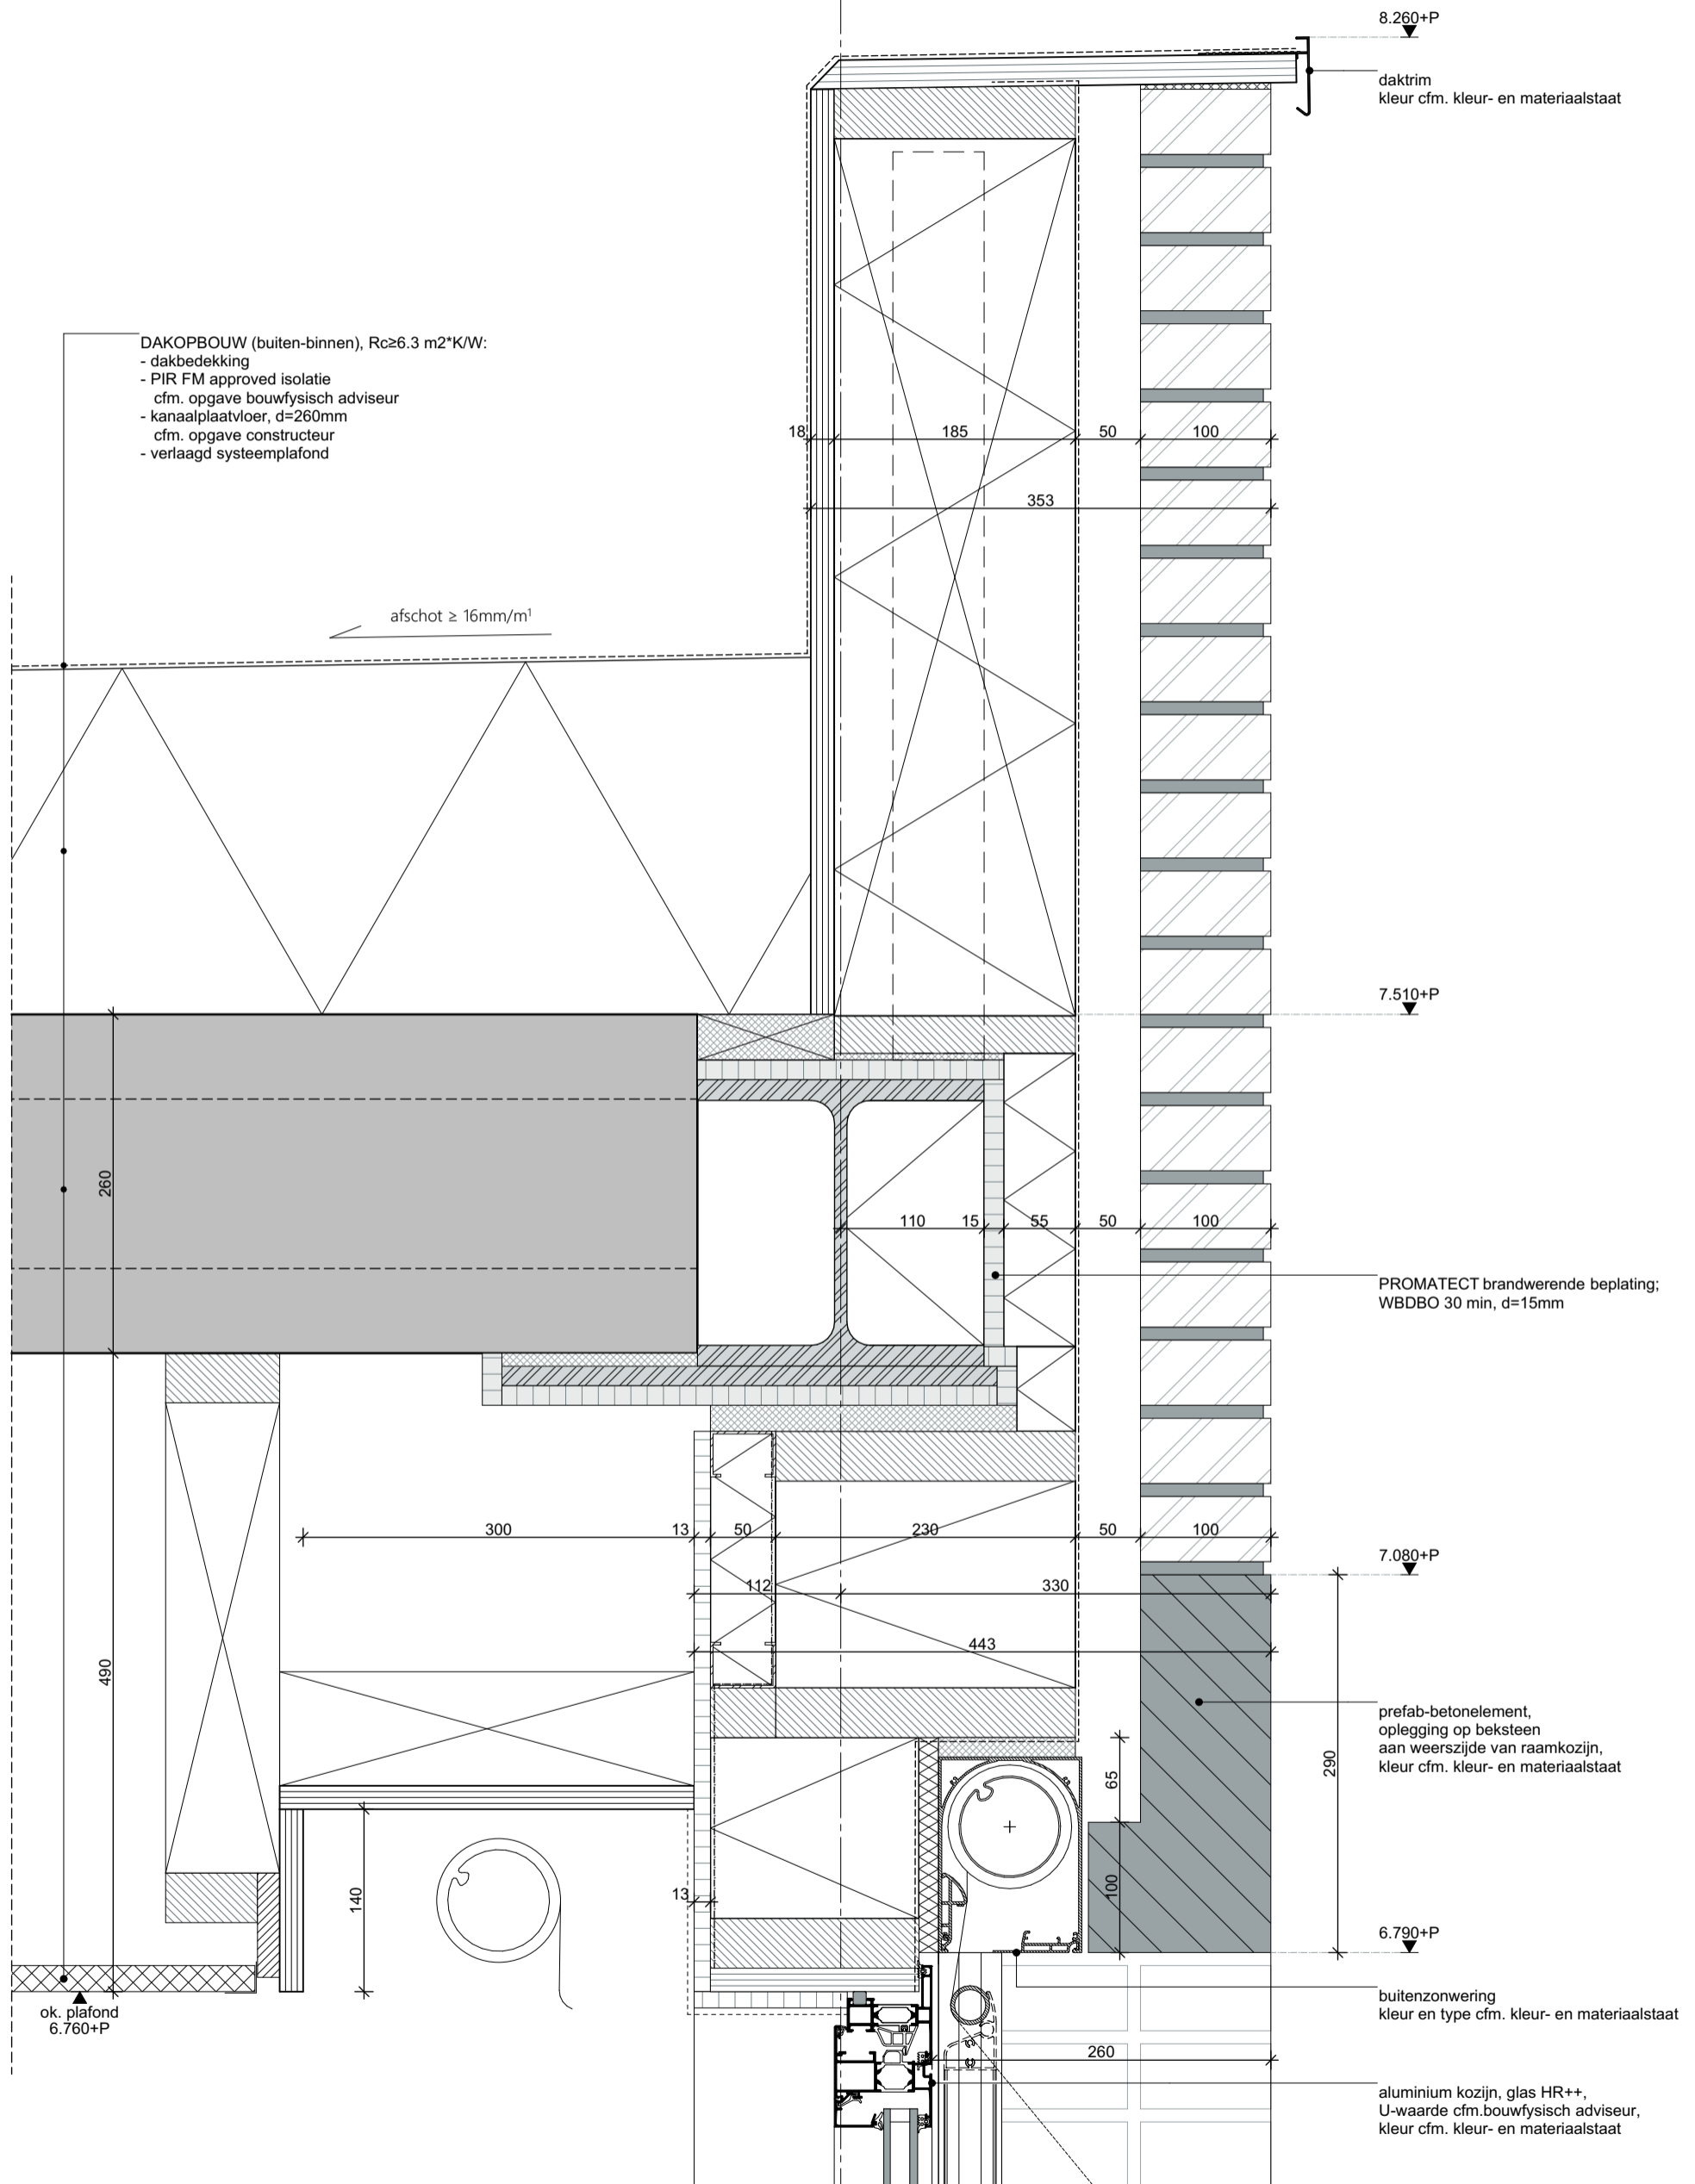 8.260+P
daktrim
kleur cfm. kleur- en materiaalstaat
DAKOPBOUW (buiten-binnen), Rc≥6.3 m2*K/W:
- dakbedekking
- PIR FM approved isolatie
cfm. opgave bouwfysisch adviseur
- kanaalplaatvloer, d=260mm
cfm. opgave constructeur
- verlaagd systeemplafond
18 185 50 100
353
afschot ≥ 16mm/m¹
7.510+P
260
110 15 55 50 100
PROMATECT brandwerende beplating;
WBDBO 30 min, d=15mm
300 13 50 230 50 100
7.080+P
112 330
443
490
prefab-betonelement,
oplegging op beksteen
aan weerszijde van raamkozijn,
kleur cfm. kleur- en materiaalstaat
65
290
140
13
100
6.790+P
ok. plafond
6.760+P
buitenzonwering
kleur en type cfm. kleur- en materiaalstaat
260
aluminium kozijn, glas HR++,
U-waarde cfm.bouwfysisch adviseur,
kleur cfm. kleur- en materiaalstaat